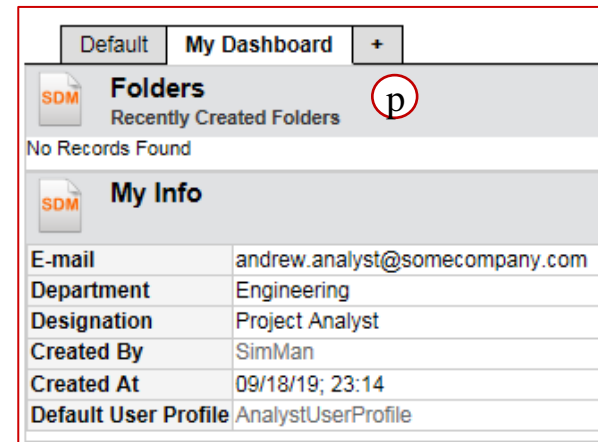 Default My Dashboard +
SDM Folders
Recently Created Folders
p
No Records Found
SDM My Info
E-mail andrew.analyst@somecompany.com
Department Engineering
Designation Project Analyst
Created By SimMan
Created At 09/18/19; 23:14
Default User Profile AnalystUserProfile